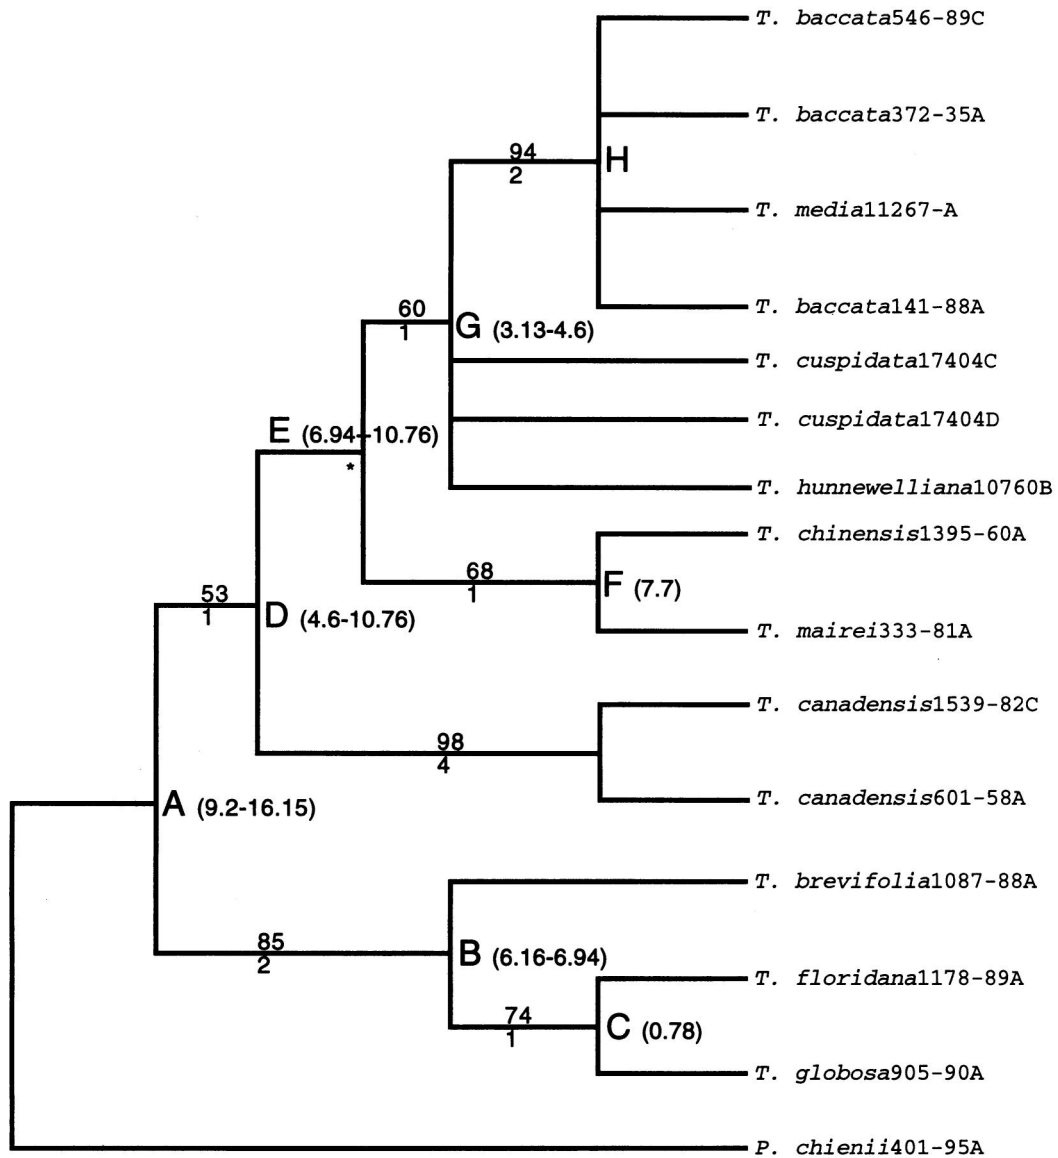 T. baccata546-89C
T. baccata372-35A
94
2
H
T. media11267-A
T. baccata141-88A
60
1
G (3.13-4.6)
T. cuspidata17404C
T. cuspidata17404D
E (6.94-10.76)
*
T. hunnewelliana10760B
T. chinensis1395-60A
68
1
F (7.7)
53
1
D (4.6-10.76)
T. mairei333-81A
T. canadensis1539-82C
98
4
T. canadensis601-58A
A (9.2-16.15)
T. brevifolia1087-88A
85
2
B (6.16-6.94)
T. floridana1178-89A
74
1
C (0.78)
T. globosa905-90A
P. chienii401-95A